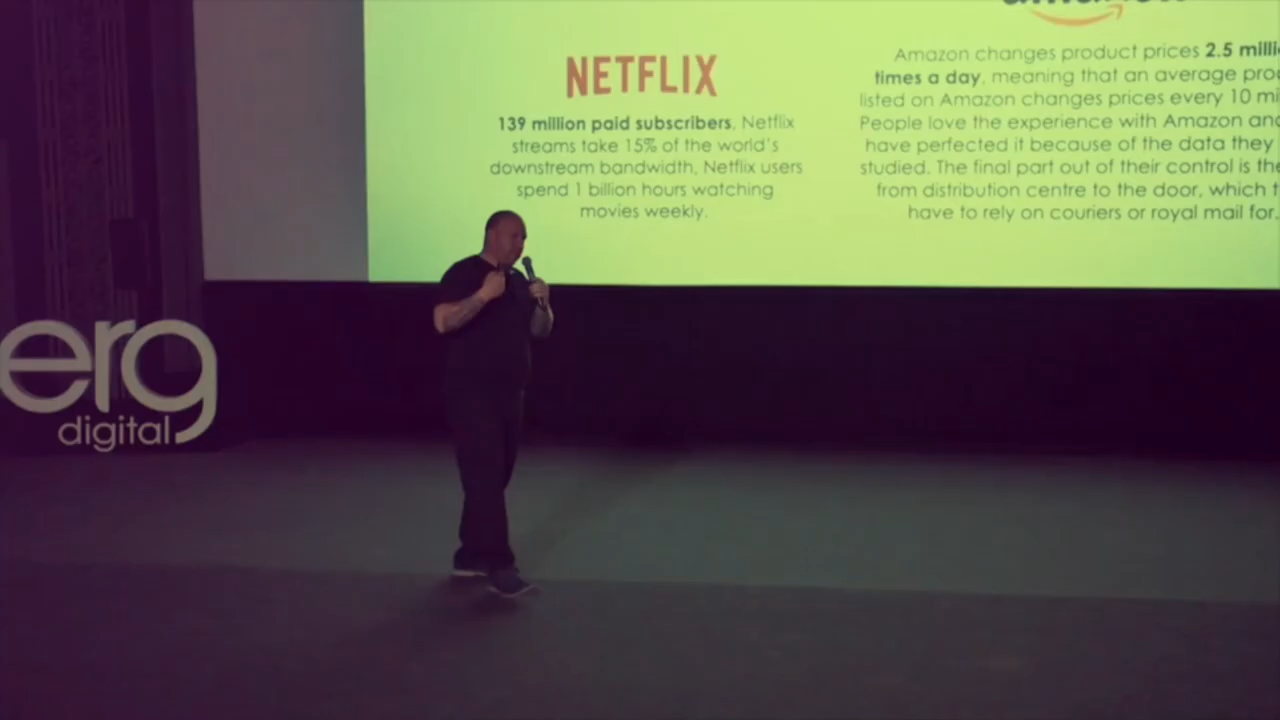 NETFLIX
139 million paid subscribers, Netflix
streams take 15% of the world's
downstream bandwidth, Netflix users
spend 1 billion hours watching
movies weekly.
Amazon changes product prices 2.5 milli
times a day, meaning that an average pro
listed on Amazon changes prices every 10 mi
People love the experience with Amazon and
have perfected it because of the data they
studied. The final part out of their control is the
from distribution centre to the door, which t
have to rely on couriers or royal mail for.
erg
digital